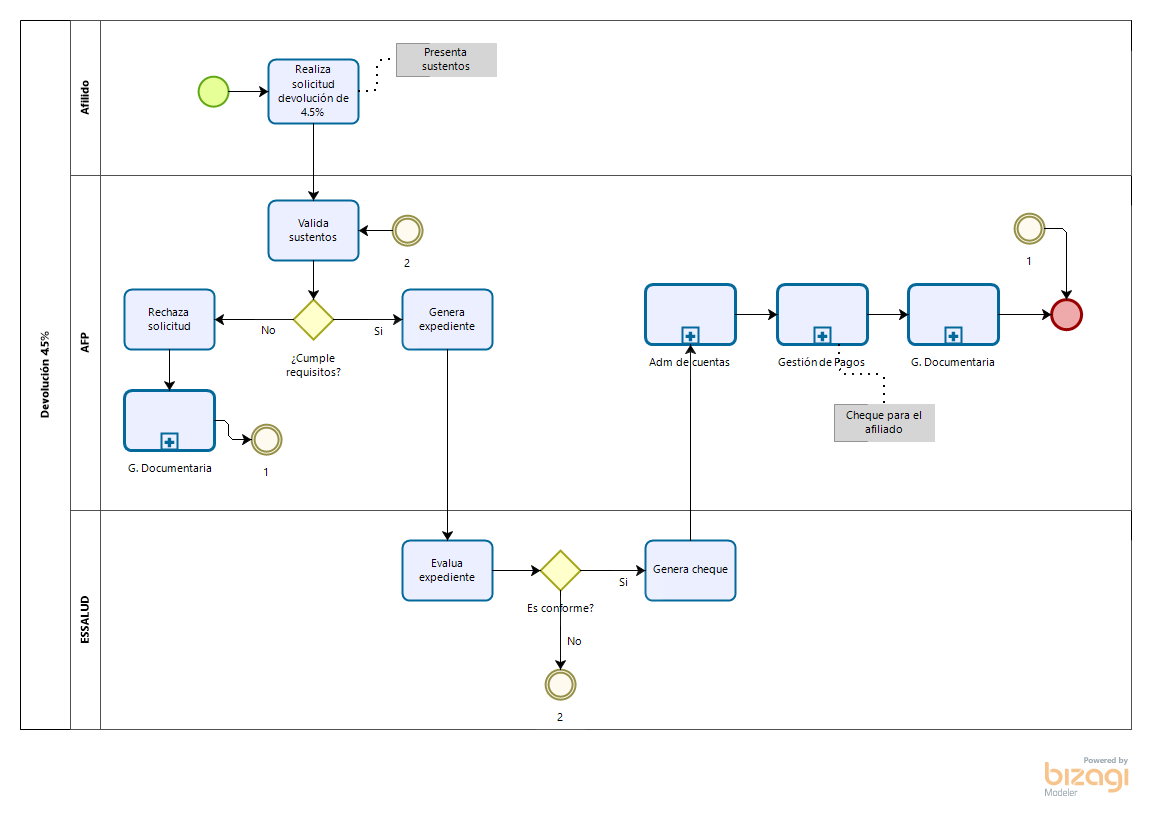 Devolución 4.5%
Afilido
Presenta
sustentos
Realiza
solicitud
devolución de
4.5%
AFP
Valida
sustentos
2
1
Rechaza
solicitud
No
Si
Genera
expediente
¿Cumple
requisitos?
Adm de cuentas
Gestión de Pagos
G. Documentaria
Cheque para el
afiliado
G. Documentaria
1
ESSALUD
Evalua
expediente
Es conforme?
Si
Genera cheque
No
2
Powered by
bizagi
Modeler